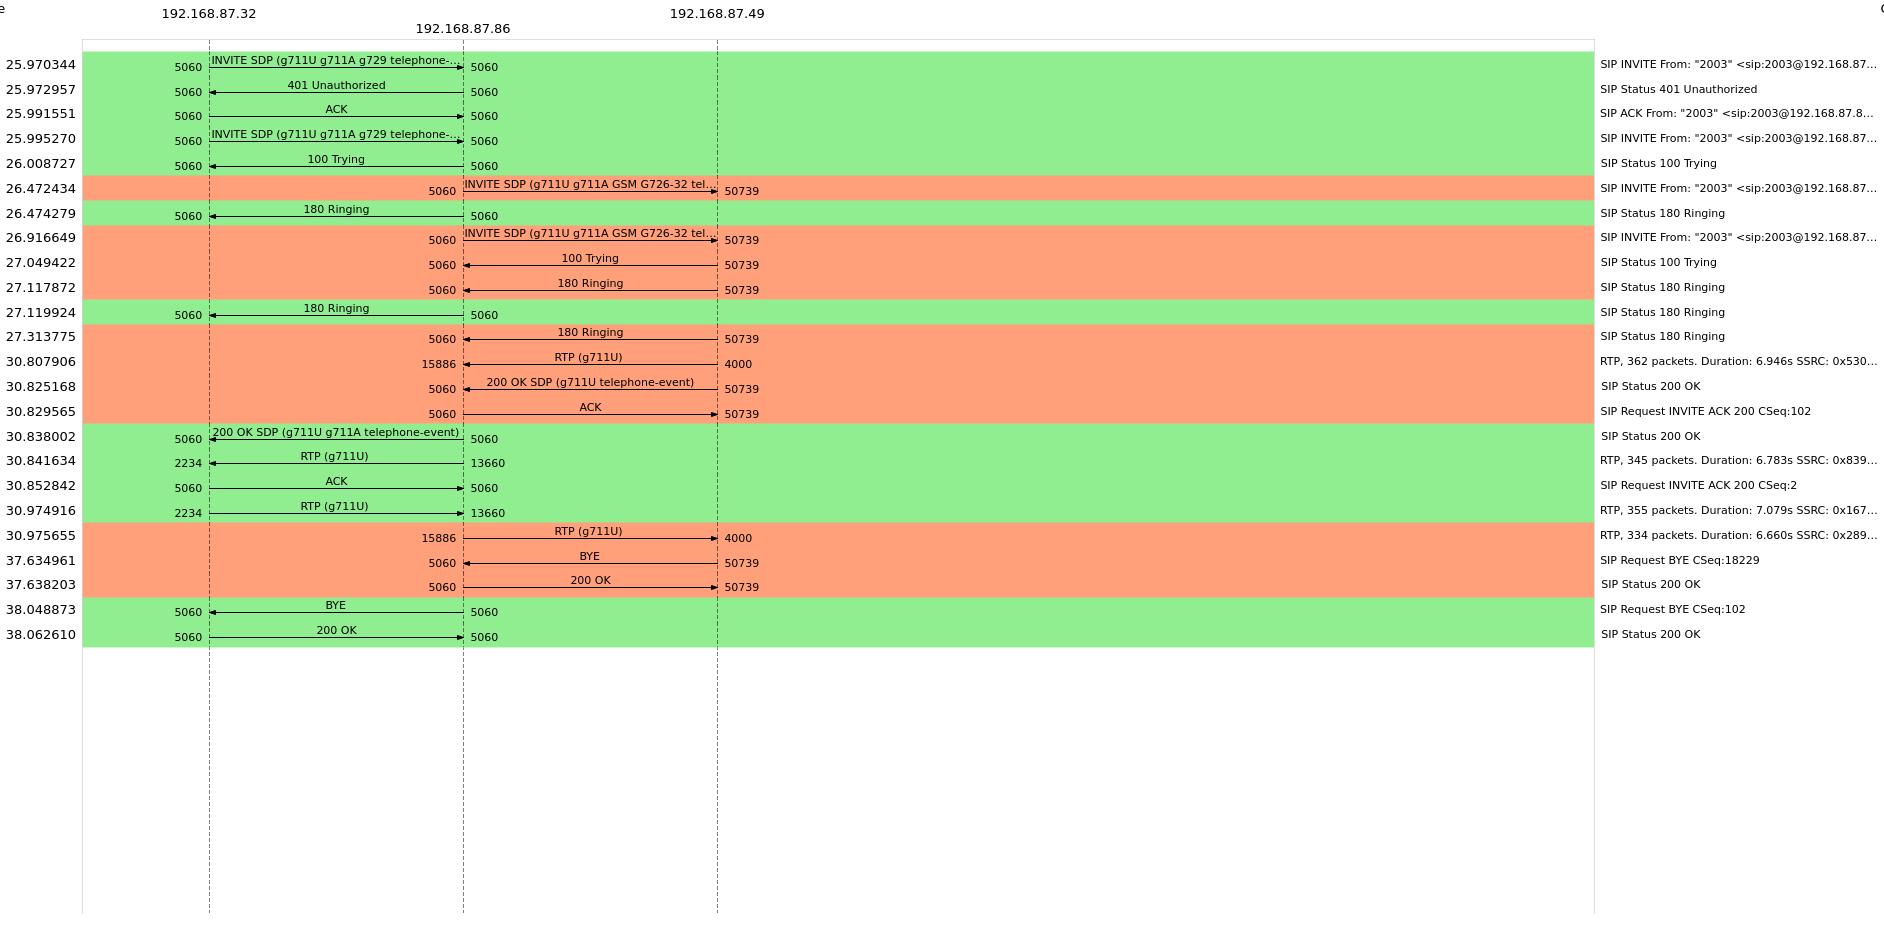 192.168.87.32 192.168.87.49
192.168.87.86
25.970344 5060 INVITE SDP (g711U g711A g729 telephone-... 5060 SIP INVITE From: "2003" <sip:2003@192.168.87...
25.972957 5060 401 Unauthorized 5060 SIP Status 401 Unauthorized
25.991551 5060 ACK 5060 SIP ACK From: "2003" <sip:2003@192.168.87.8...
25.995270 5060 INVITE SDP (g711U g711A g729 telephone-... 5060 SIP INVITE From: "2003" <sip:2003@192.168.87...
26.008727 5060 100 Trying 5060 SIP Status 100 Trying
26.472434 5060 INVITE SDP (g711U g711A GSM G726-32 tel... 50739 SIP INVITE From: "2003" <sip:2003@192.168.87...
26.474279 5060 180 Ringing 5060 SIP Status 180 Ringing
26.916649 5060 INVITE SDP (g711U g711A GSM G726-32 tel... 50739 SIP INVITE From: "2003" <sip:2003@192.168.87...
27.049422 5060 100 Trying 50739 SIP Status 100 Trying
27.117872 5060 180 Ringing 50739 SIP Status 180 Ringing
27.119924 5060 180 Ringing 5060 SIP Status 180 Ringing
27.313775 5060 180 Ringing 50739 SIP Status 180 Ringing
30.807906 15886 RTP (g711U) 4000 RTP, 362 packets. Duration: 6.946s SSRC: 0x530...
30.825168 5060 200 OK SDP (g711U telephone-event) 50739 SIP Status 200 OK
30.829565 5060 ACK 50739 SIP Request INVITE ACK 200 CSeq:102
30.838002 5060 200 OK SDP (g711U g711A telephone-event) 5060 SIP Status 200 OK
30.841634 2234 RTP (g711U) 13660 RTP, 345 packets. Duration: 6.783s SSRC: 0x839...
30.852842 5060 ACK 5060 SIP Request INVITE ACK 200 CSeq:2
30.974916 2234 RTP (g711U) 13660 RTP, 355 packets. Duration: 7.079s SSRC: 0x167...
30.975655 15886 RTP (g711U) 4000 RTP, 334 packets. Duration: 6.660s SSRC: 0x289...
37.634961 5060 BYE 50739 SIP Request BYE CSeq:18229
37.638203 5060 200 OK 50739 SIP Status 200 OK
38.048873 5060 BYE 5060 SIP Request BYE CSeq:102
38.062610 5060 200 OK 5060 SIP Status 200 OK